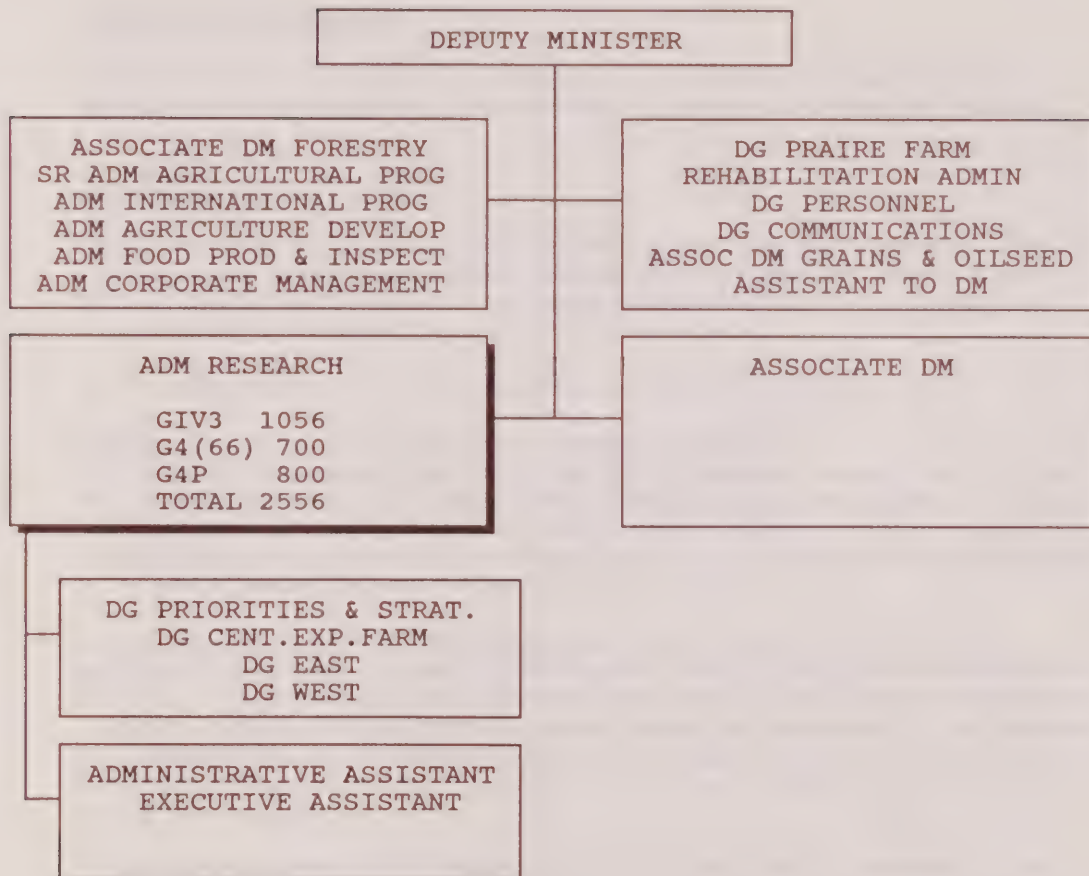 DEPUTY MINISTER
ASSOCIATE DM FORESTRY
SR ADM AGRICULTURAL PROG
ADM INTERNATIONAL PROG
ADM AGRICULTURE DEVELOP
ADM FOOD PROD & INSPECT
ADM CORPORATE MANAGEMENT
DG PRAIRE FARM
REHABILITATION ADMIN
DG PERSONNEL
DG COMMUNICATIONS
ASSOC DM GRAINS & OILSEED
ASSISTANT TO DM
ADM RESEARCH
GIV3 1056
G4(66) 700
G4P 800
TOTAL 2556
ASSOCIATE DM
DG PRIORITIES & STRAT.
DG CENT.EXP.FARM
DG EAST
DG WEST
ADMINISTRATIVE ASSISTANT
EXECUTIVE ASSISTANT